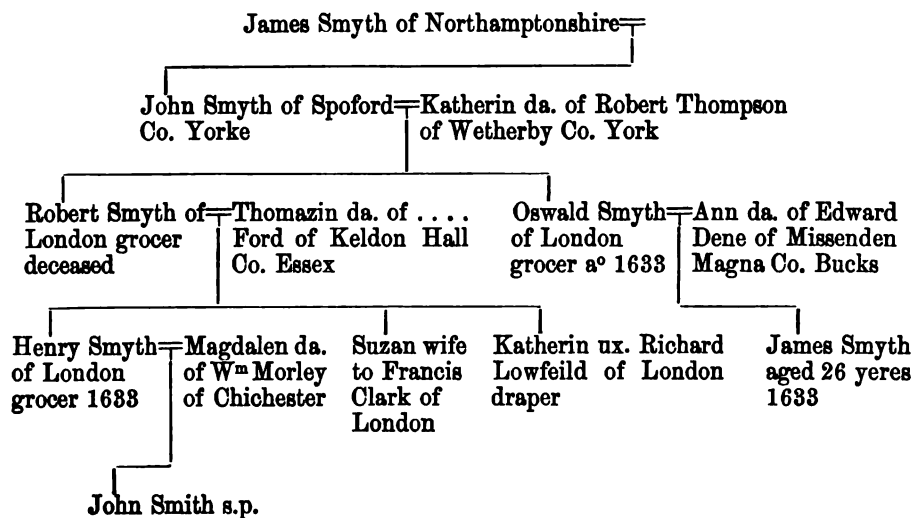 James Smyth of Northamptonshire
John Smyth of Spoford
Co. Yorke
Katherin da. of Robert Thompson
of Wetherby Co. York
Robert Smyth of
London grocer
deceased
Thomazin da. of ....
Ford of Keldon Hall
Co. Essex
Oswald Smyth
of London
grocer aᵒ 1633
Ann da. of Edward
Dene of Missenden
Magna Co. Bucks
Henry Smyth
of London
grocer 1633
Magdalen da.
of Wᵐ Morley
of Chichester
Suzan wife
to Francis
Clark of
London
Katherin ux. Richard
Lowfeild of London
draper
James Smyth
aged 26 yeres
1633
John Smith s.p.